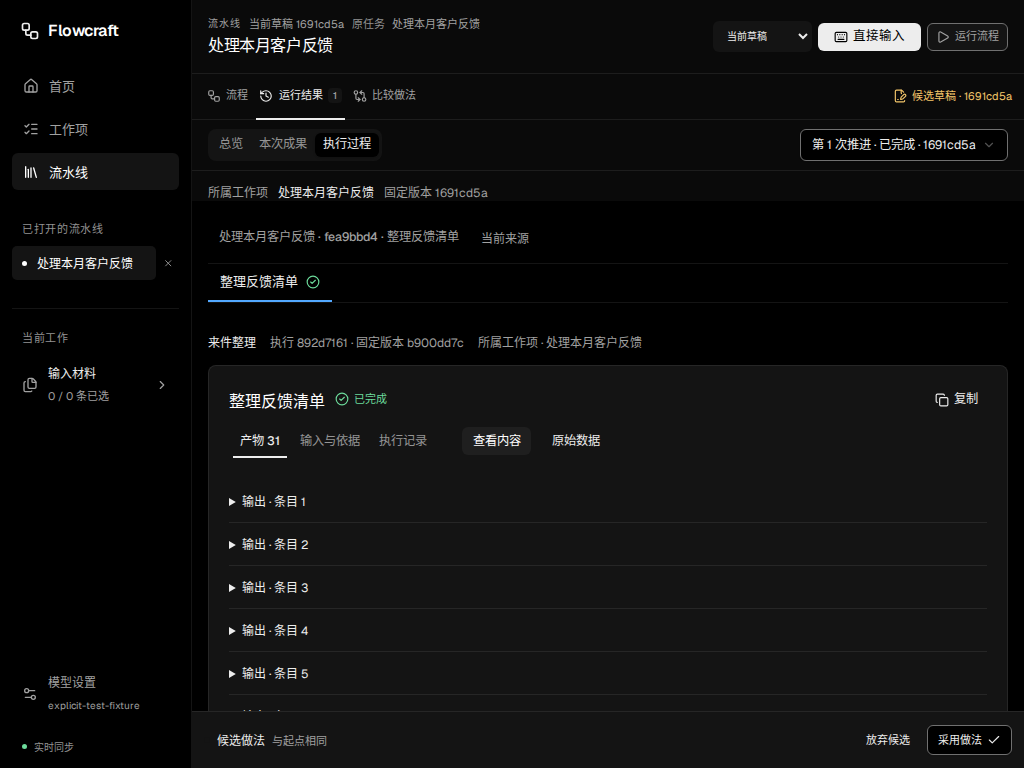 Flowcraft
首页
工作项
流水线
已打开的流水线
处理本月客户反馈
当前工作
输入材料
0 / 0 条已选
模型设置
explicit-test-fixture
实时同步
流水线 当前草稿 1691cd5a 原任务 处理本月客户反馈
处理本月客户反馈
当前草稿
直接输入
运行流程
流程
运行结果 1
比较做法
候选草稿 · 1691cd5a
总览
本次成果
执行过程
第 1 次推进 · 已完成 · 1691cd5a
所属工作项 处理本月客户反馈 固定版本 1691cd5a
处理本月客户反馈 · fea9bbd4 · 整理反馈清单 当前来源
整理反馈清单
来件整理 执行 892d7161 · 固定版本 b900dd7c 所属工作项 · 处理本月客户反馈
整理反馈清单 已完成
复制
产物 31 输入与依据 执行记录 查看内容 原始数据
输出 · 条目 1
输出 · 条目 2
输出 · 条目 3
输出 · 条目 4
输出 · 条目 5
候选做法 与起点相同
放弃候选
采用做法